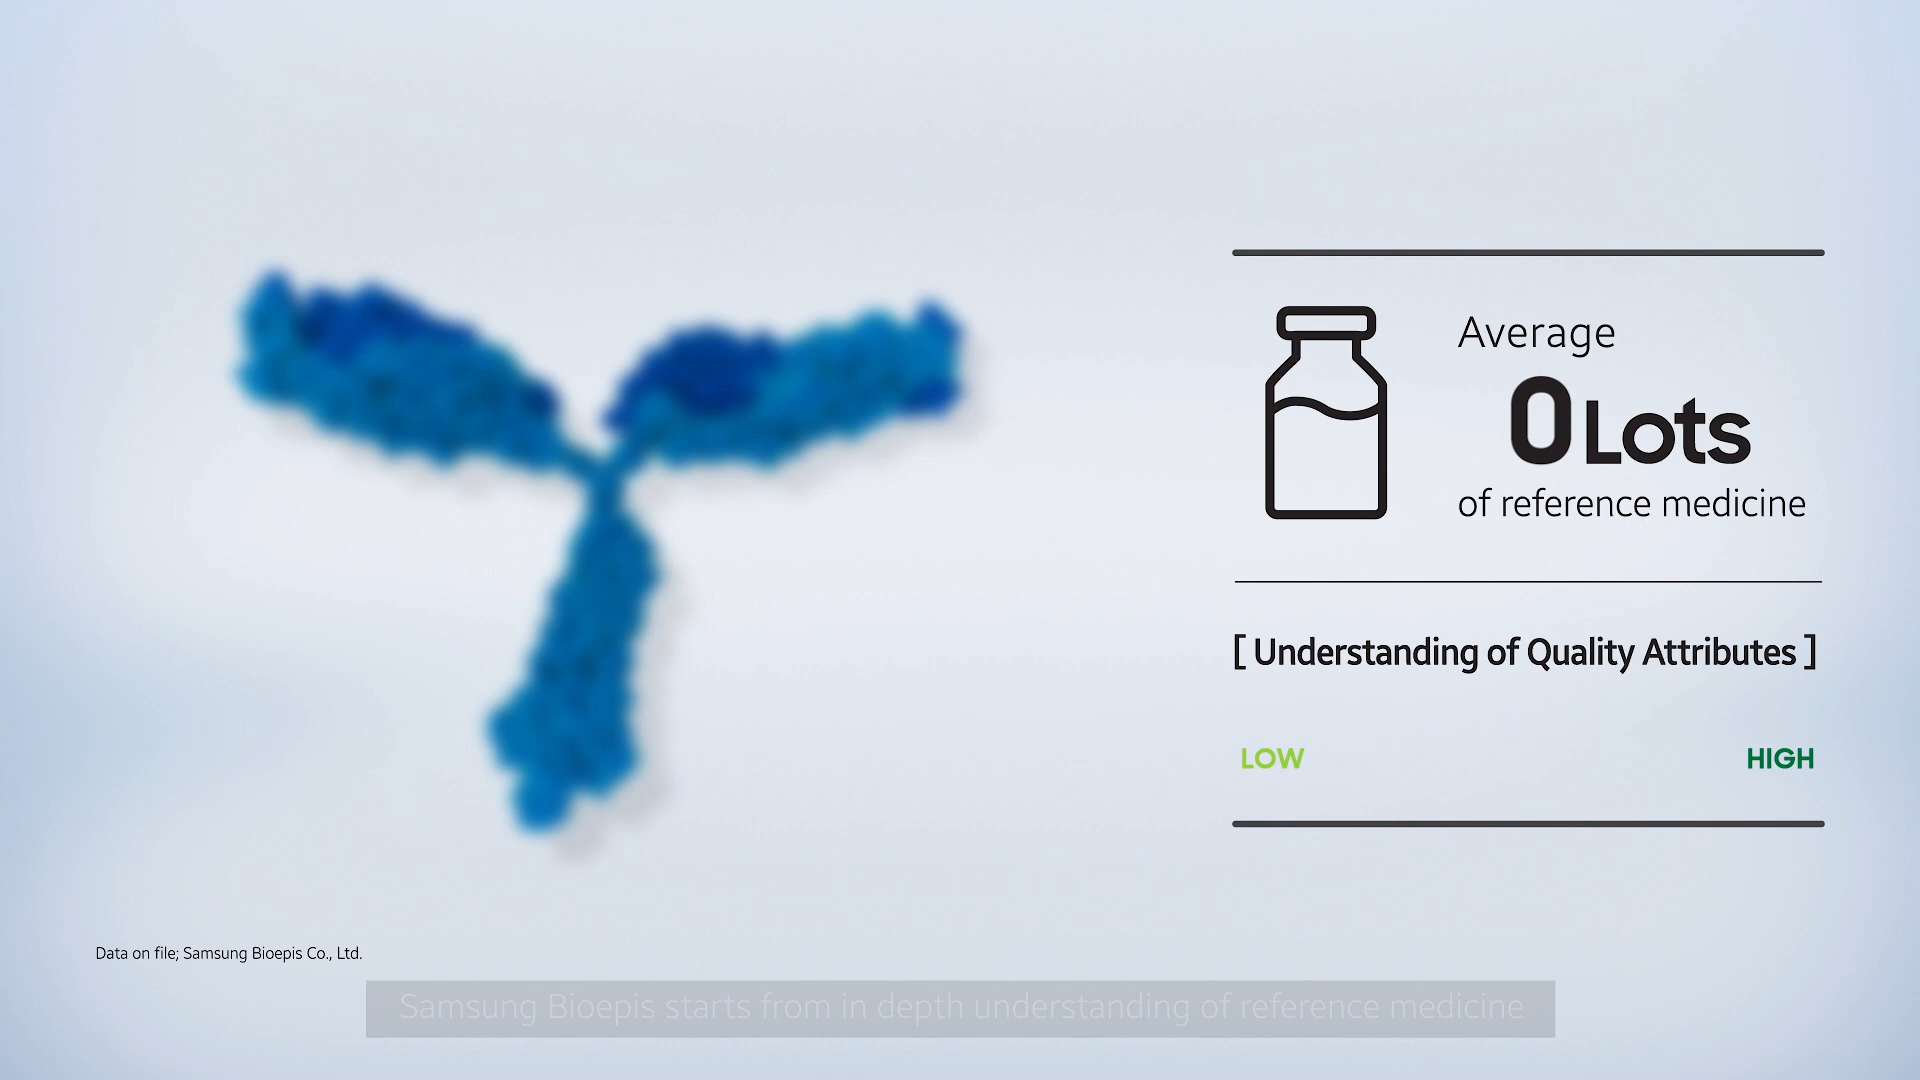 Average
0 Lots
of reference medicine
[ Understanding of Quality Attributes ]
LOW HIGH
Data on file; Samsung Bioepis Co., Ltd.
Samsung Bioepis starts from in depth understanding of reference medicine